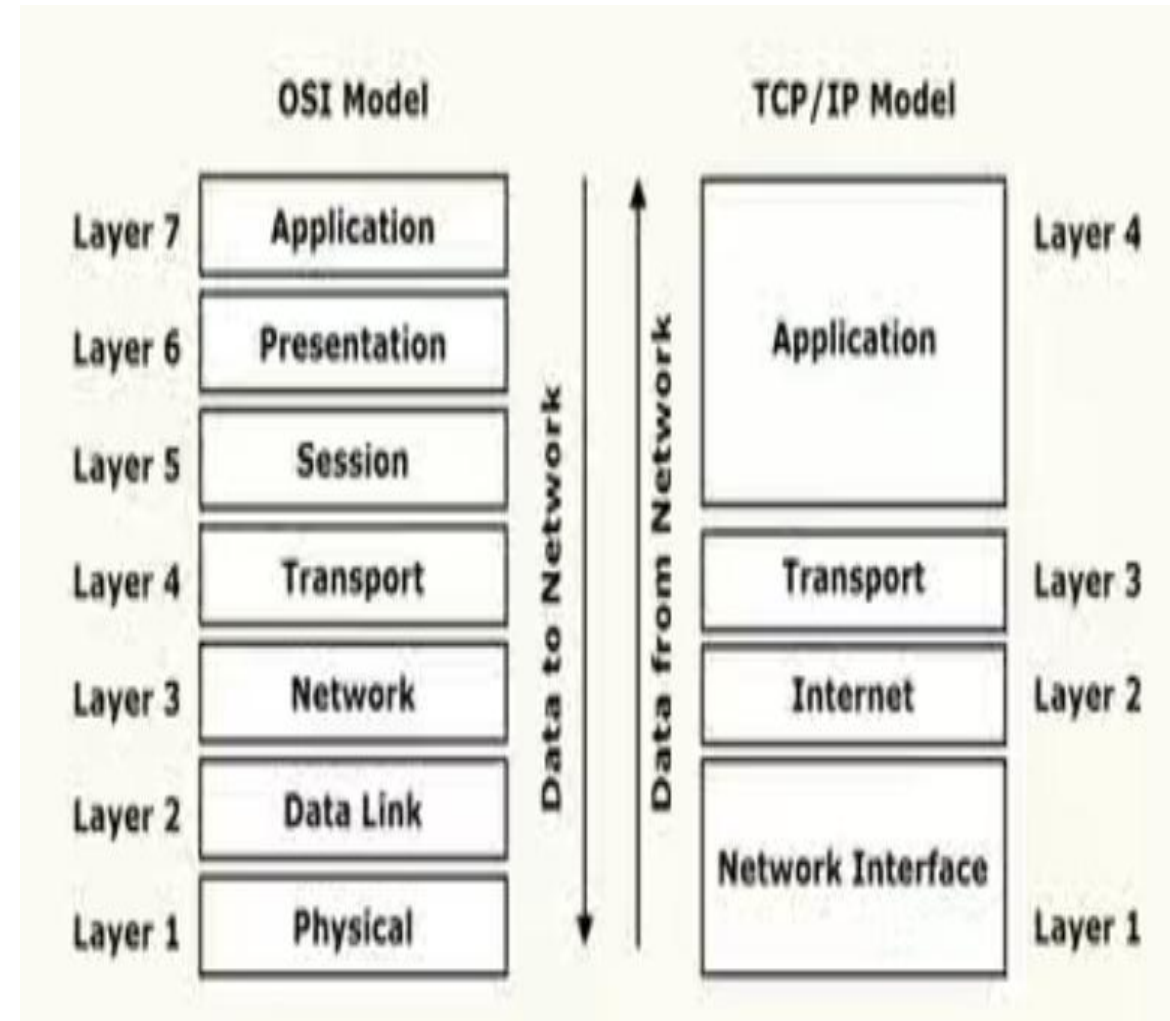 OSI Model
TCP/IP Model
Layer 7
Application
Layer 6
Presentation
Layer 5
Session
Layer 4
Transport
Layer 3
Network
Layer 2
Data Link
Layer 1
Physical
Data to Network
Data from Network
Application
Layer 4
Transport
Layer 3
Internet
Layer 2
Network Interface
Layer 1